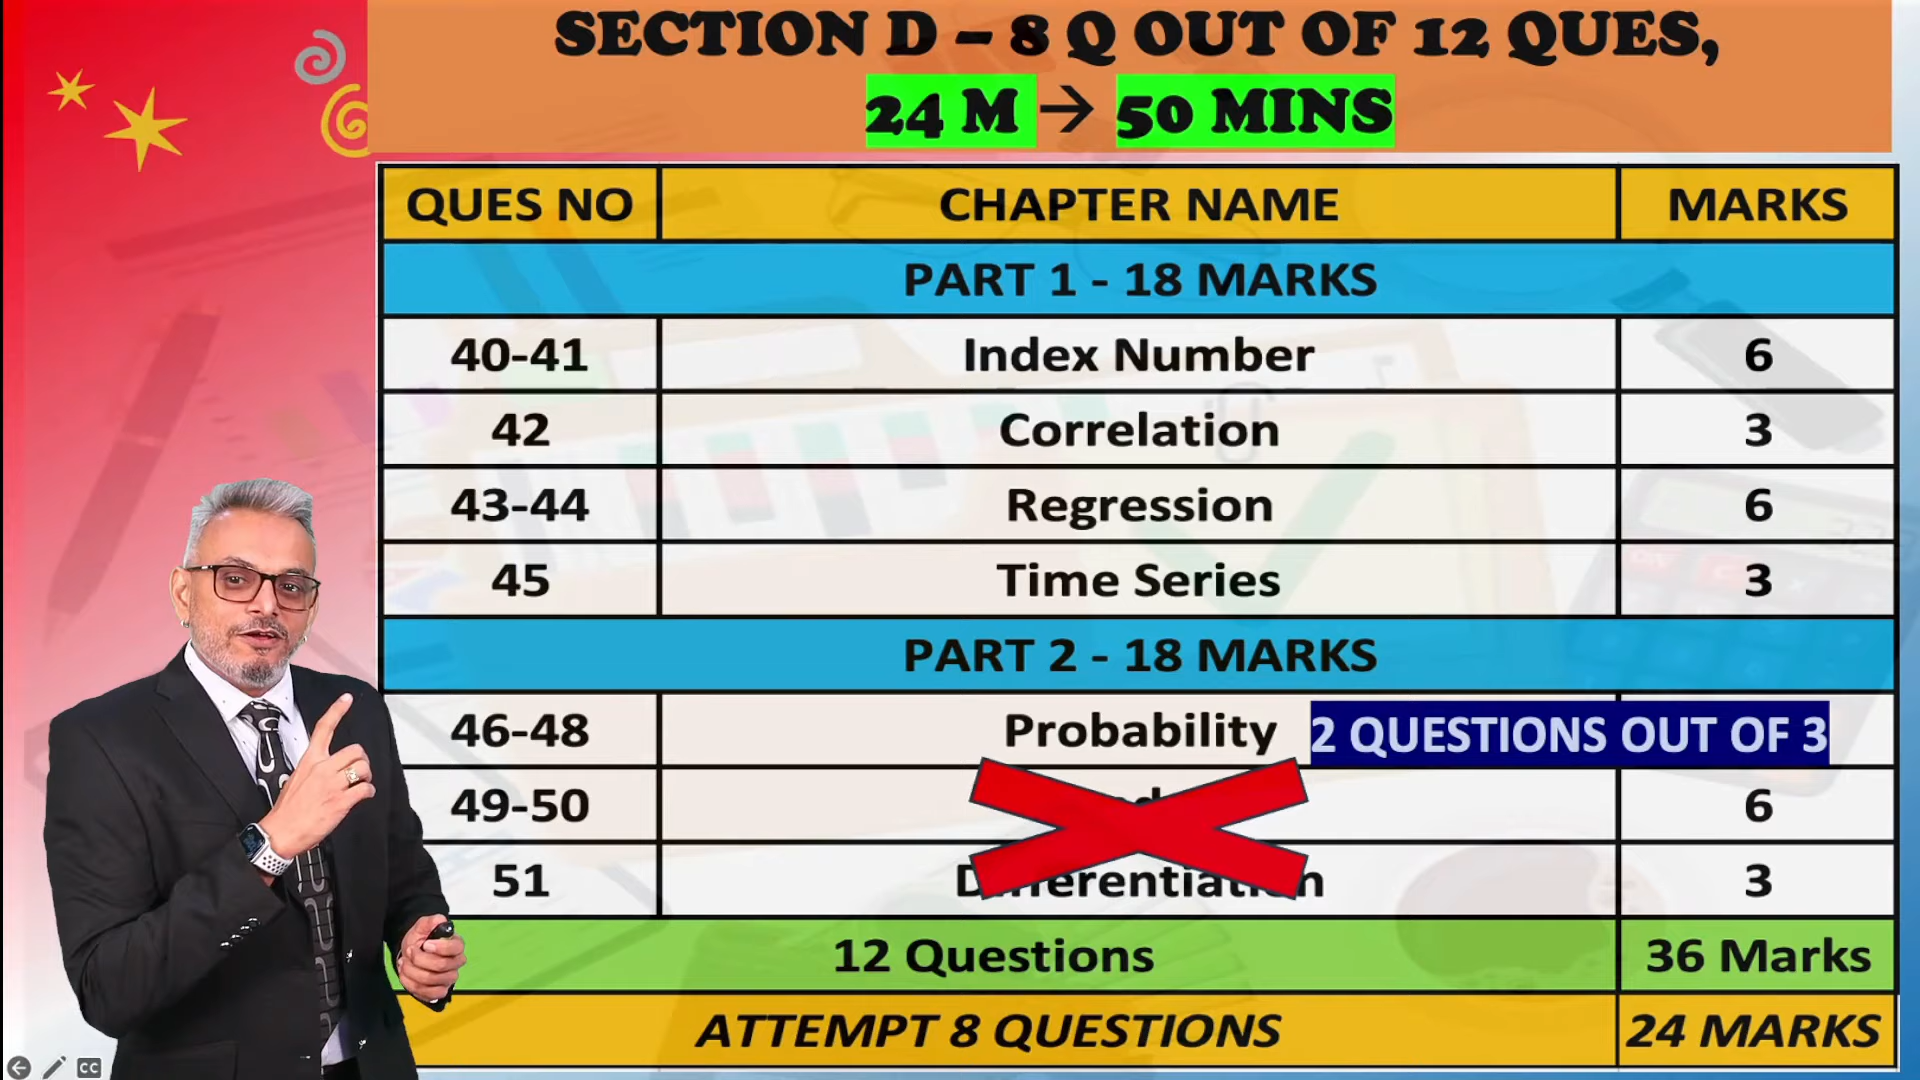 SECTION D – 8 Q OUT OF 12 QUES,
24 M → 50 MINS
QUES NO CHAPTER NAME MARKS
PART 1 - 18 MARKS
40-41 Index Number 6
42 Correlation 3
43-44 Regression 6
45 Time Series 3
PART 2 - 18 MARKS
46-48 Probability 2 QUESTIONS OUT OF 3
49-50 6
51 Differentiation 3
12 Questions 36 Marks
ATTEMPT 8 QUESTIONS 24 MARKS
CC